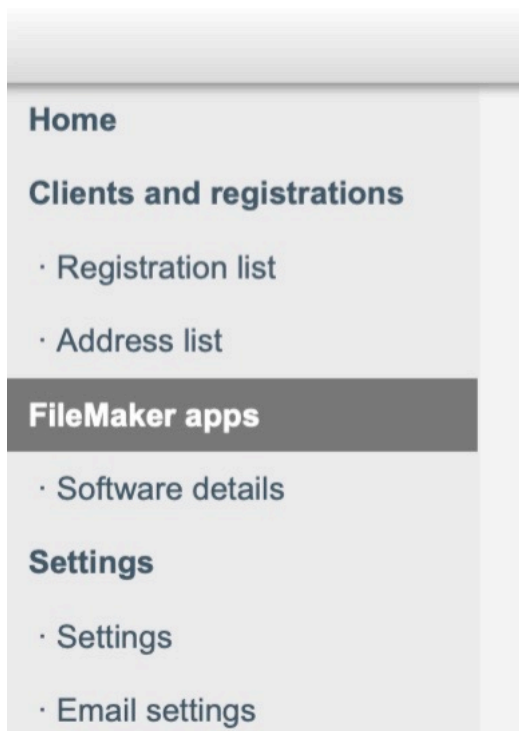 Home
Clients and registrations
· Registration list
· Address list
FileMaker apps
· Software details
Settings
· Settings
· Email settings